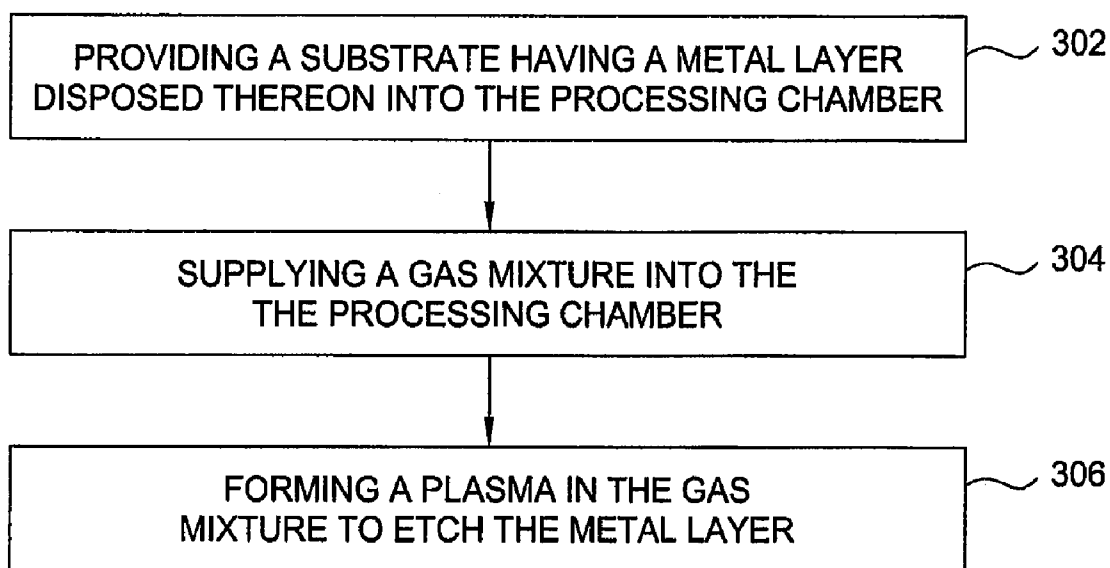 PROVIDING A SUBSTRATE HAVING A METAL LAYER
DISPOSED THEREON INTO THE PROCESSING CHAMBER
302
SUPPLYING A GAS MIXTURE INTO THE
THE PROCESSING CHAMBER
304
FORMING A PLASMA IN THE GAS
MIXTURE TO ETCH THE METAL LAYER
306